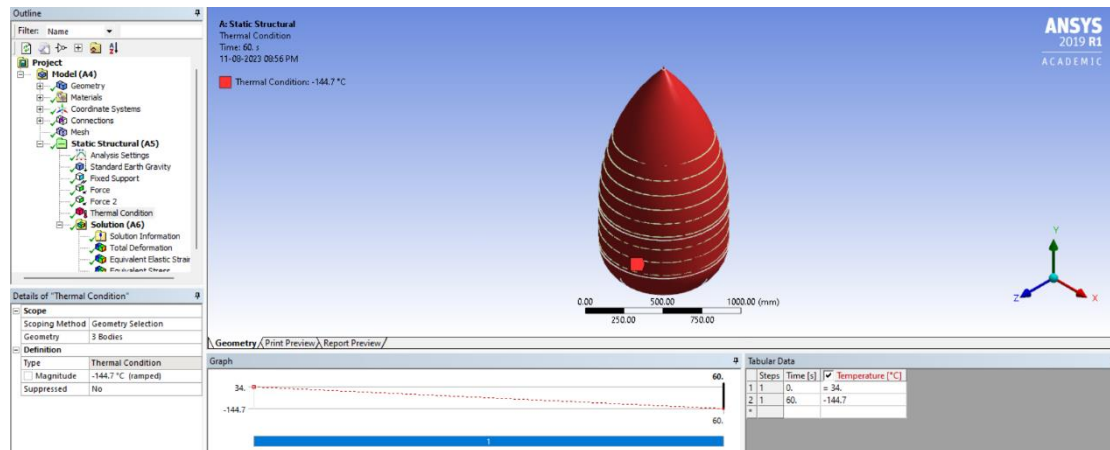 Outline
Filter: Name
Project
Model (A4)
Geometry
Materials
Coordinate Systems
Connections
Mesh
Static Structural (A5)
Analysis Settings
Standard Earth Gravity
Fixed Support
Force
Force 2
Thermal Condition
Solution (A6)
Solution Information
Total Deformation
Equivalent Elastic Strain
Equivalent Stress
Details of "Thermal Condition"
Scope
Scoping Method Geometry Selection
Geometry 3 Bodies
Definition
Type Thermal Condition
Magnitude -144.7 °C (ramped)
Suppressed No
A: Static Structural
Thermal Condition
Time: 60. s
11-08-2023 08:56 PM
Thermal Condition: -144.7 °C
ANSYS
2019 R1
ACADEMIC
0.00 500.00 1000.00 (mm)
250.00 750.00
Y
Z X
Geometry Print Preview Report Preview
Graph
60.
34.
-144.7
60.
1
Tabular Data
Steps Time [s] Temperature [°C]
1 1 0. = 34.
2 1 60. -144.7
*